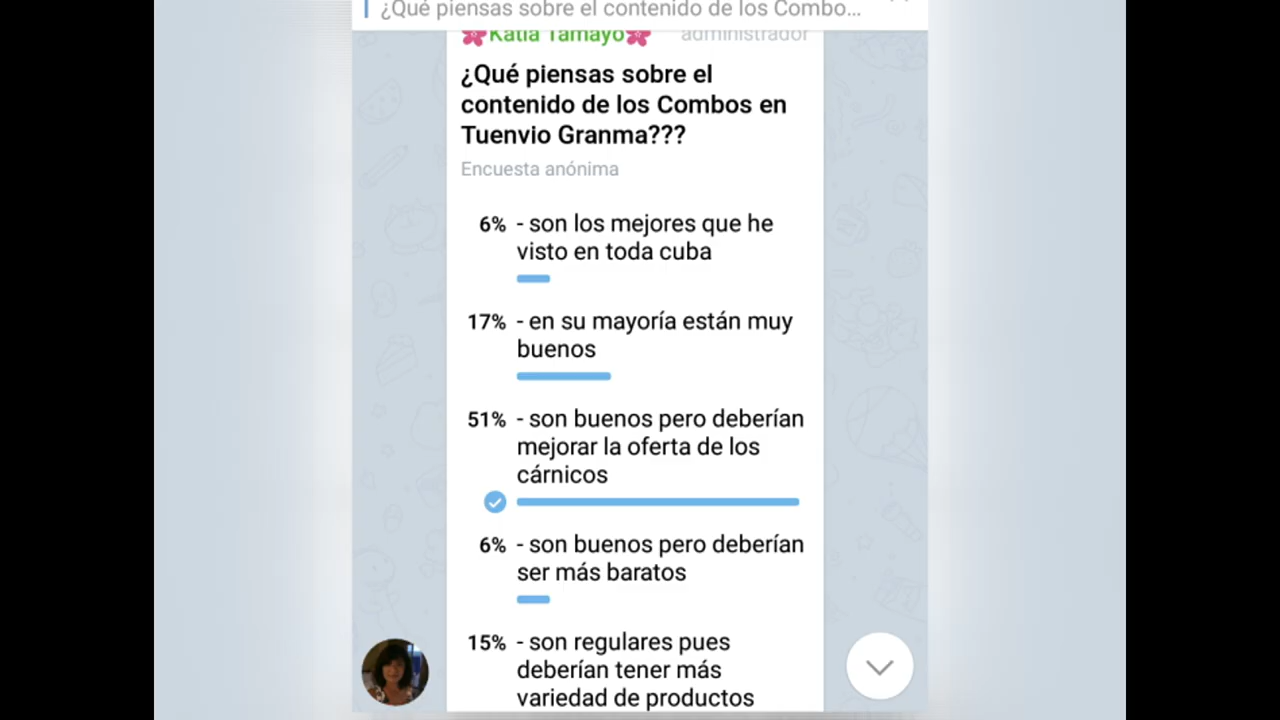 ¿Qué piensas sobre el contenido de los Combo...
🌸Katia Tamayo🌸 administrador
¿Qué piensas sobre el
contenido de los Combos en
Tuenvio Granma???
Encuesta anónima
6% - son los mejores que he
visto en toda cuba
17% - en su mayoría están muy
buenos
51% - son buenos pero deberían
mejorar la oferta de los
cárnicos
6% - son buenos pero deberían
ser más baratos
15% - son regulares pues
deberían tener más
variedad de productos